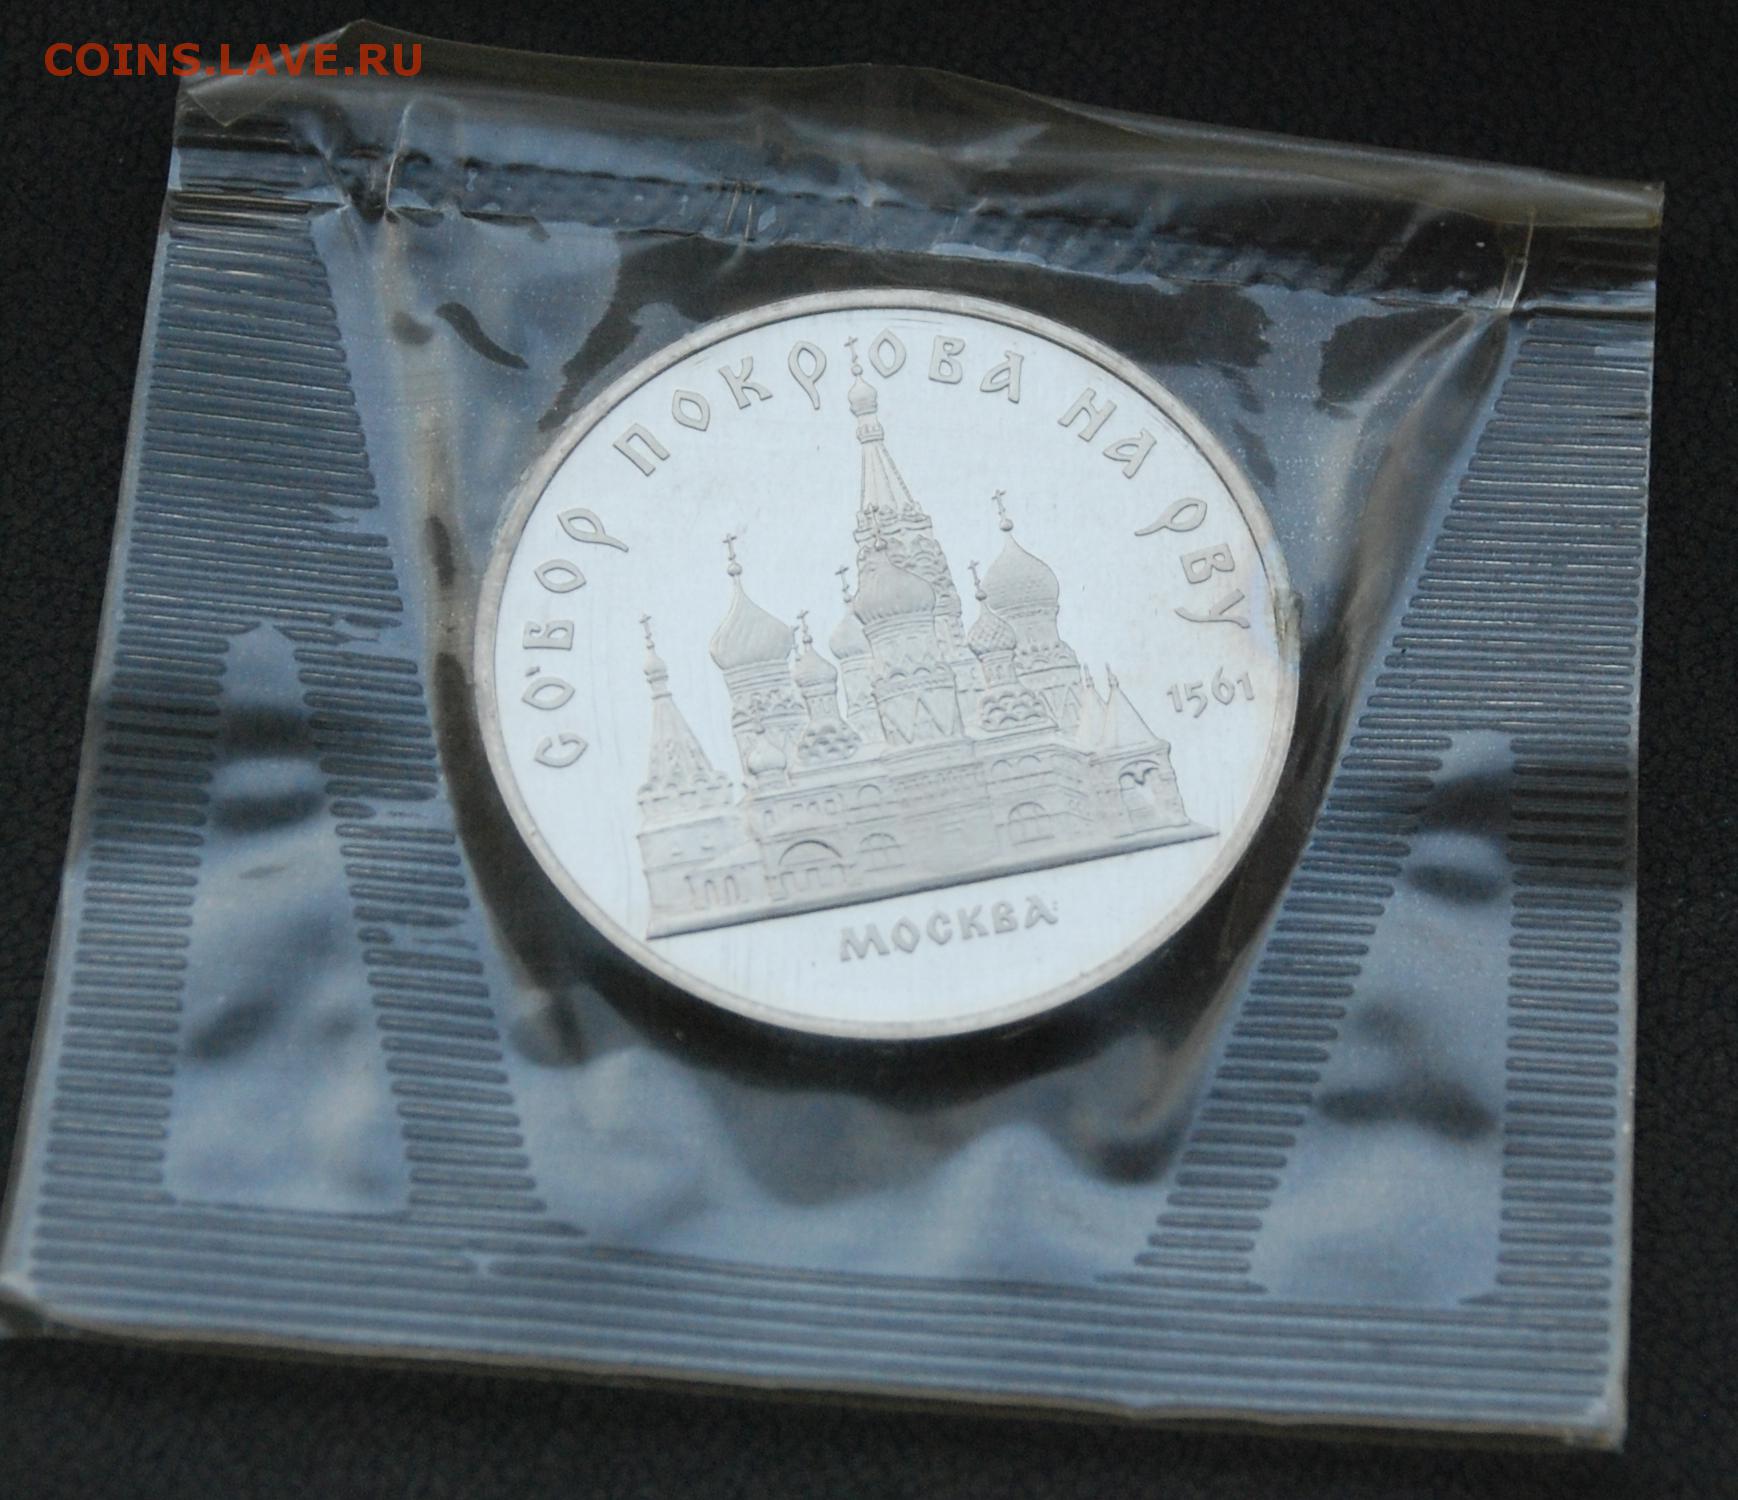 COINS.LAVE.RU
СОБОР ПОКРОВА НА РВУ
1561
МОСКВА